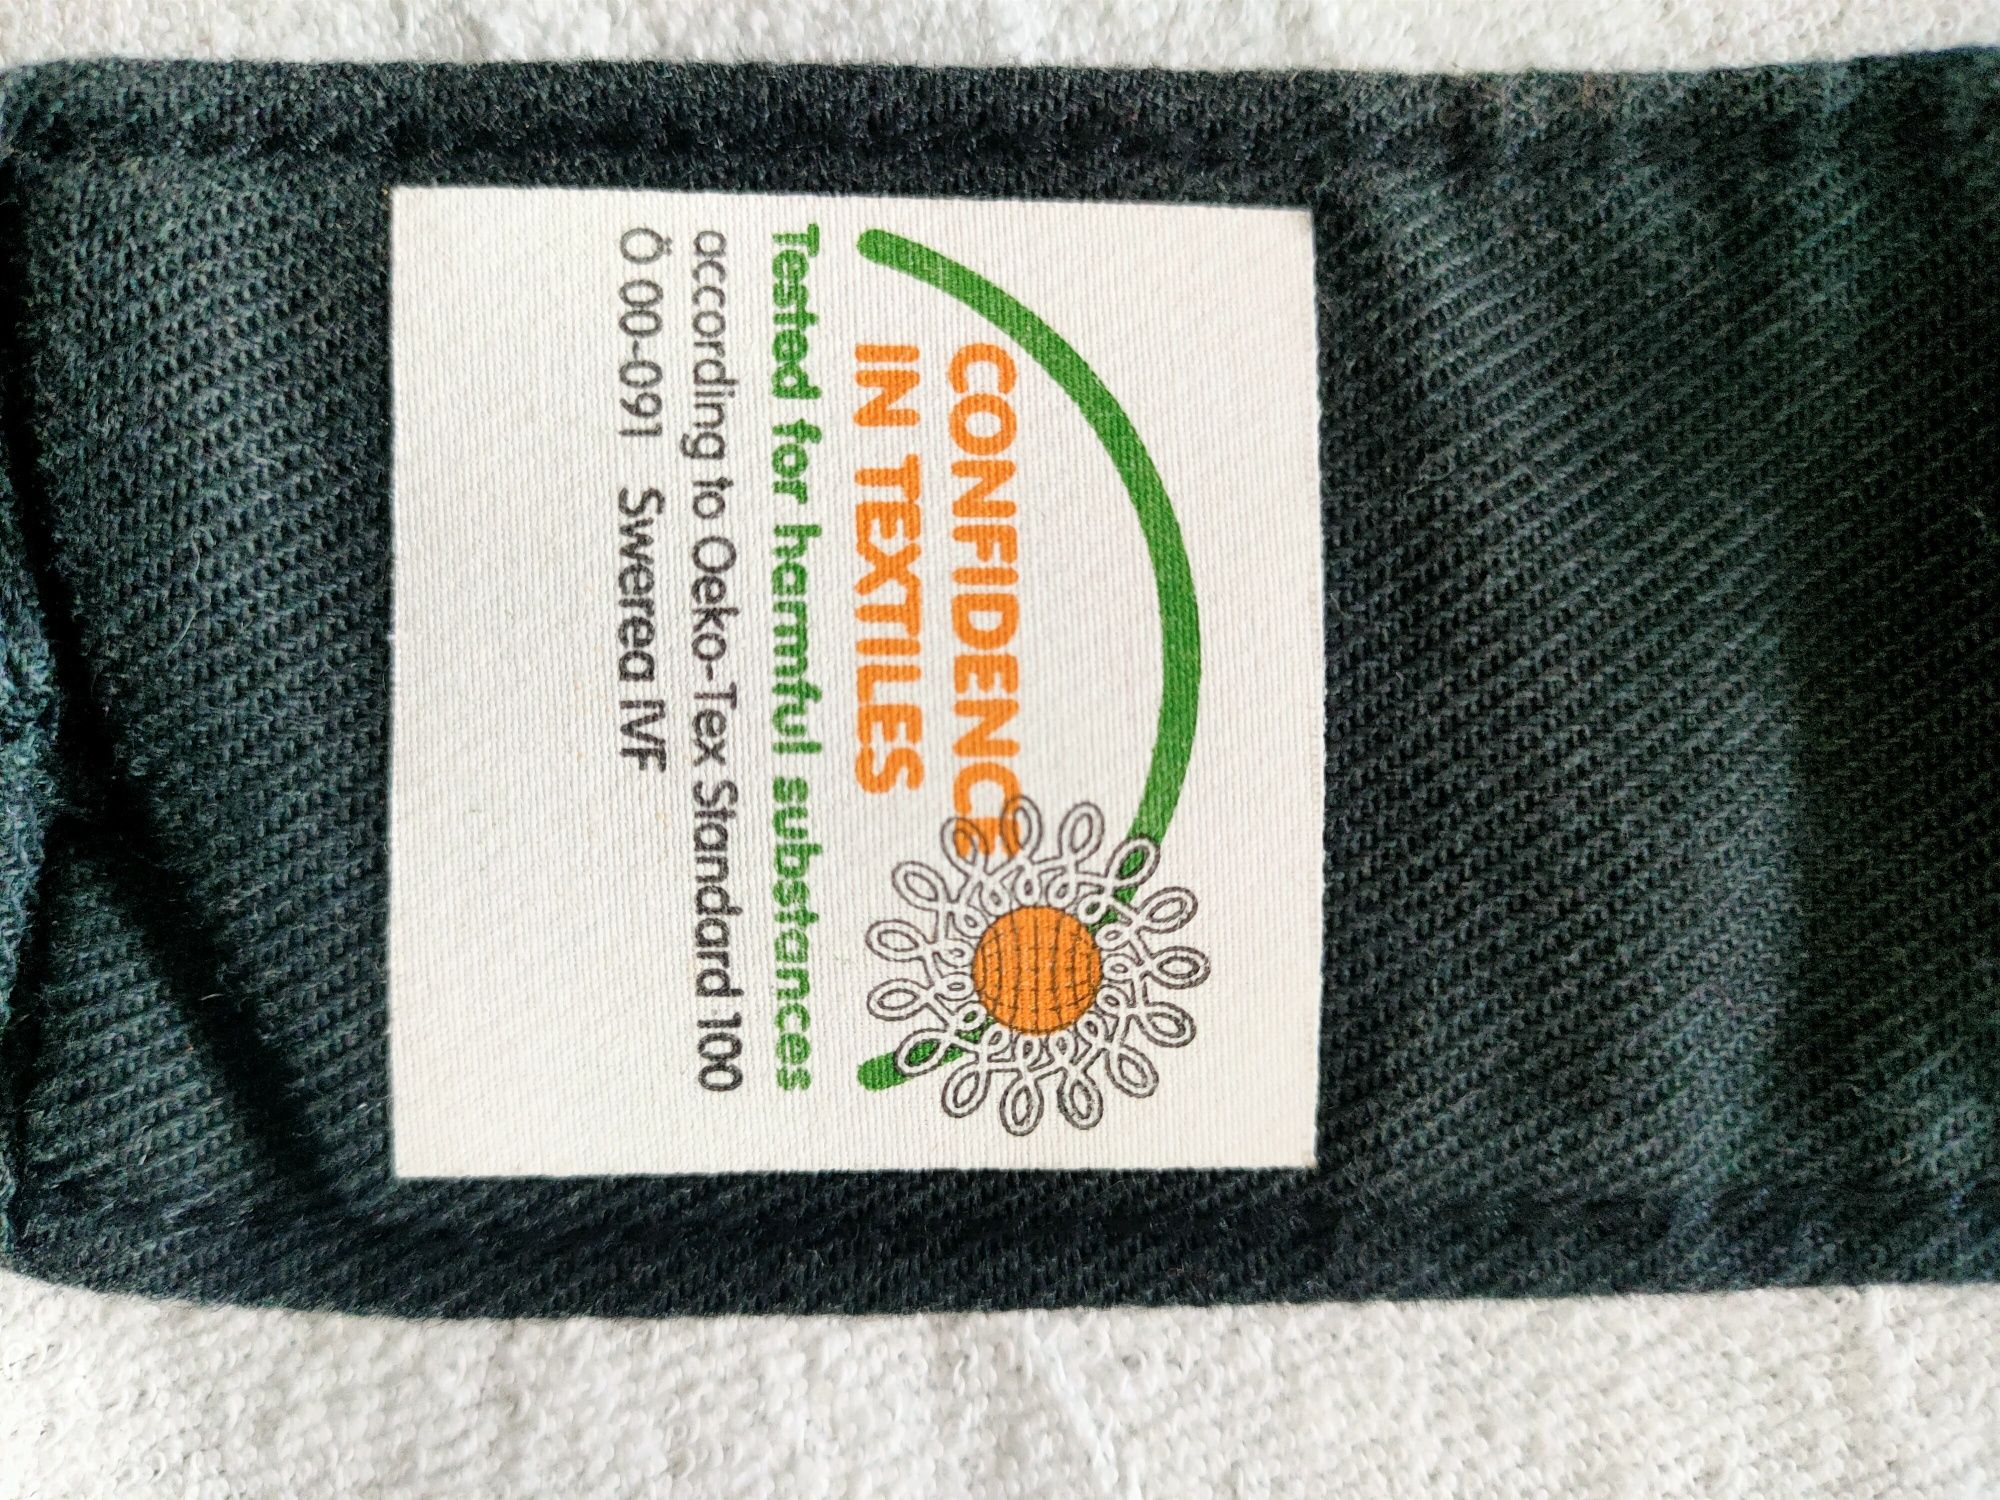 CONFIDENCE
IN TEXTILES
Tested for harmful substances
according to Oeko-Tex Standard 100
Ö 00-091 Swerea IVF